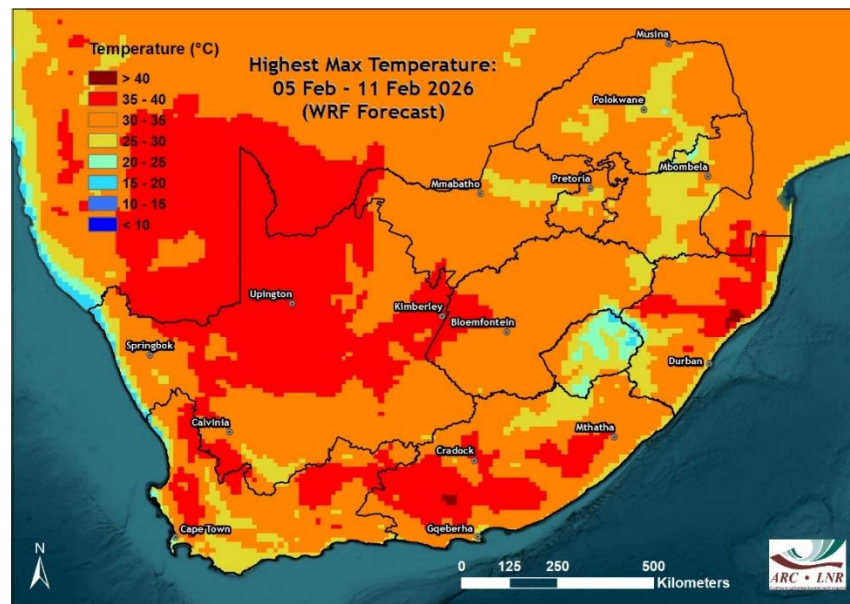 Temperature (°C)
> 40
35 - 40
30 - 35
25 - 30
20 - 25
15 - 20
10 - 15
< 10
Highest Max Temperature:
05 Feb - 11 Feb 2026
(WRF Forecast)
Musina
Polokwane
Mbombela
Pretoria
Mmabatho
Upington
Kimberley
Bloemfontein
Springbok
Durban
Calvinia
Mthatha
Cradock
Cape Town
Gqeberha
N
0 125 250 500
Kilometers
ARC • LNR